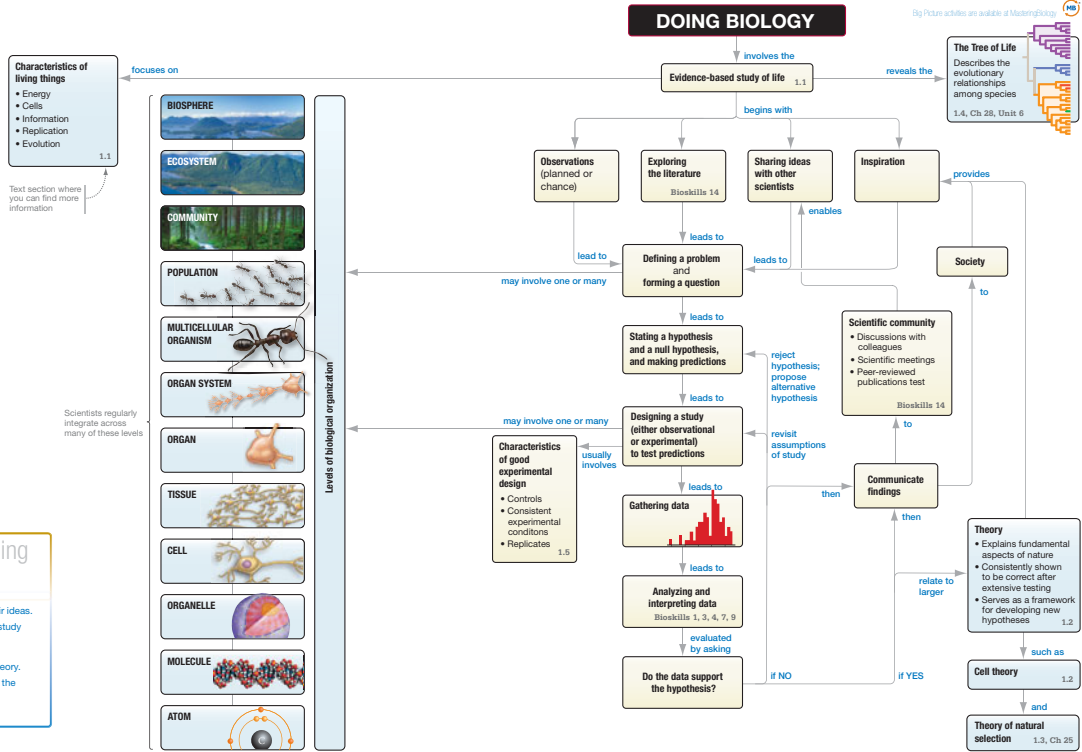 DOING BIOLOGY
Big Picture activities are available at MasteringBiology
MB
involves the
Evidence-based study of life
1.1
focuses on
Characteristics of
living things
• Energy
• Cells
• Information
• Replication
• Evolution
1.1
Text section where
you can find more
information
reveals the
The Tree of Life
Describes the
evolutionary
relationships
among species
1.4, Ch 28, Unit 6
begins with
Observations
(planned or
chance)
Exploring
the literature
Bioskills 14
Sharing ideas
with other
scientists
Inspiration
provides
enables
lead to
leads to
leads to
Defining a problem
and
forming a question
may involve one or many
Society
to
leads to
Stating a hypothesis
and a null hypothesis,
and making predictions
reject
hypothesis;
propose
alternative
hypothesis
Scientific community
• Discussions with
colleagues
• Scientific meetings
• Peer-reviewed
publications test
Bioskills 14
leads to
may involve one or many
Designing a study
(either observational
or experimental)
to test predictions
revisit
assumptions
of study
to
usually
involves
Characteristics
of good
experimental
design
• Controls
• Consistent
experimental
conditons
• Replicates
1.5
leads to
Gathering data
then
Communicate
findings
then
leads to
Analyzing and
interpreting data
Bioskills 1, 3, 4, 7, 9
evaluated
by asking
Do the data support
the hypothesis?
if NO
if YES
relate to
larger
Theory
• Explains fundamental
aspects of nature
• Consistently shown
to be correct after
extensive testing
• Serves as a framework
for developing new
hypotheses
1.2
such as
Cell theory
1.2
and
Theory of natural
selection
1.3, Ch 25
BIOSPHERE
ECOSYSTEM
COMMUNITY
POPULATION
MULTICELLULAR
ORGANISM
ORGAN SYSTEM
ORGAN
TISSUE
CELL
ORGANELLE
MOLECULE
ATOM
C
Levels of biological organization
Scientists regularly
integrate across
many of these levels
ing
ir ideas.
study
eory.
the